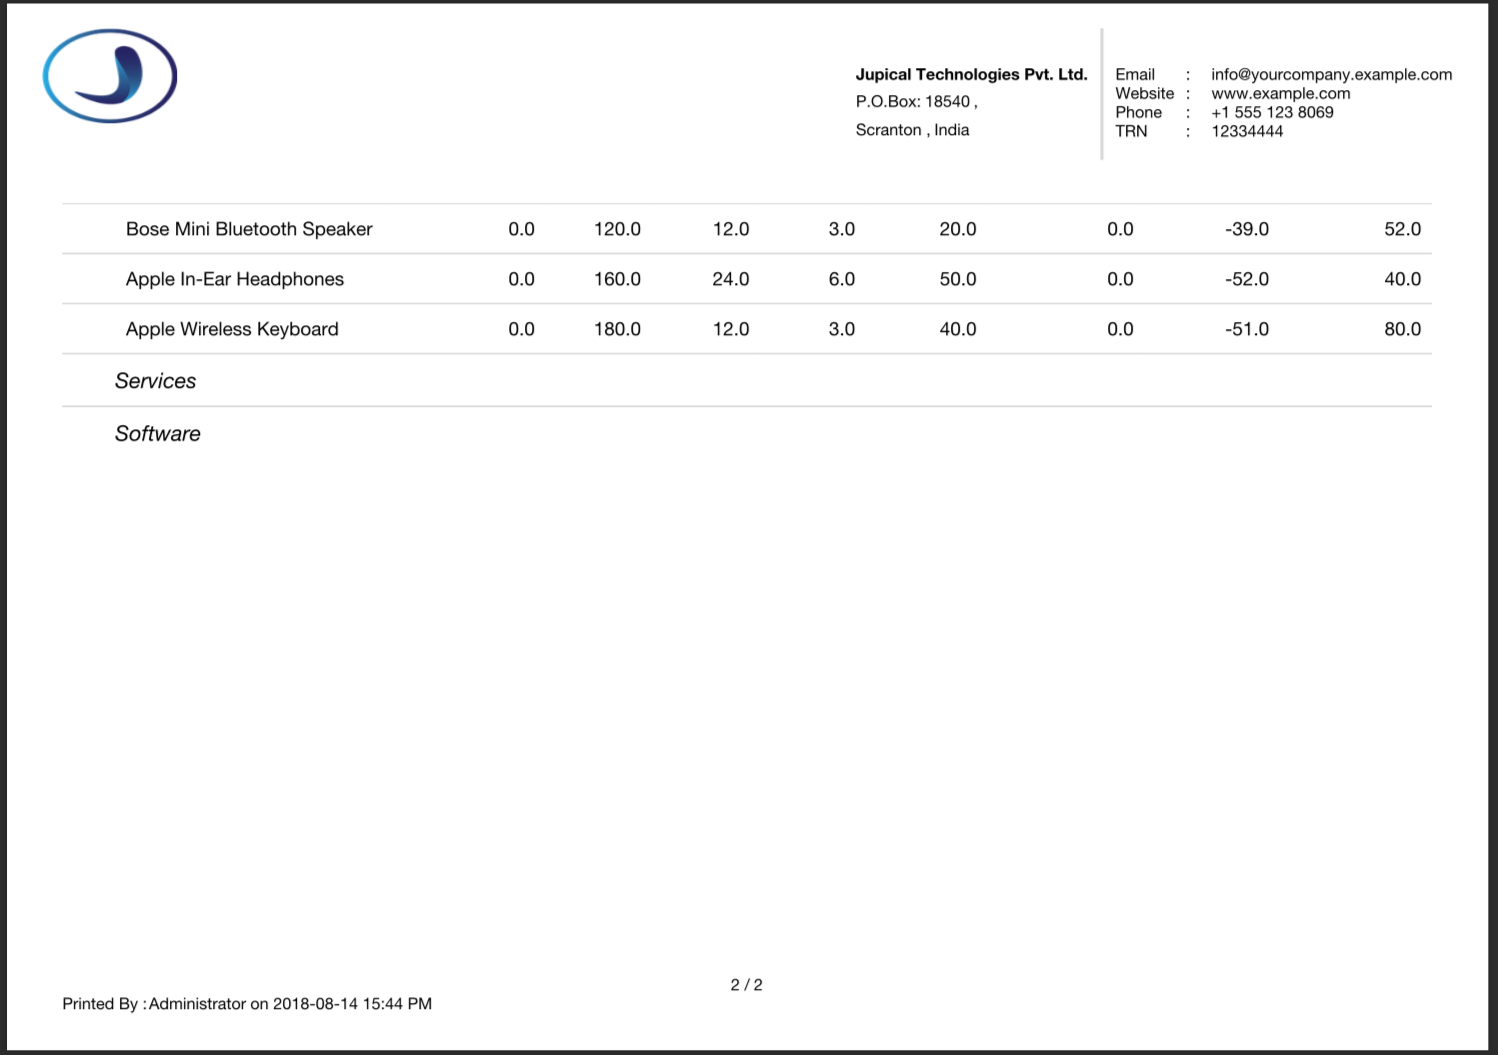 Jupical Technologies Pvt. Ltd.
P.O.Box: 18540 ,
Scranton , India
Email : info@yourcompany.example.com
Website : www.example.com
Phone : +1 555 123 8069
TRN : 12334444
Bose Mini Bluetooth Speaker 0.0 120.0 12.0 3.0 20.0 0.0 -39.0 52.0
Apple In-Ear Headphones 0.0 160.0 24.0 6.0 50.0 0.0 -52.0 40.0
Apple Wireless Keyboard 0.0 180.0 12.0 3.0 40.0 0.0 -51.0 80.0
Services
Software
2 / 2
Printed By : Administrator on 2018-08-14 15:44 PM